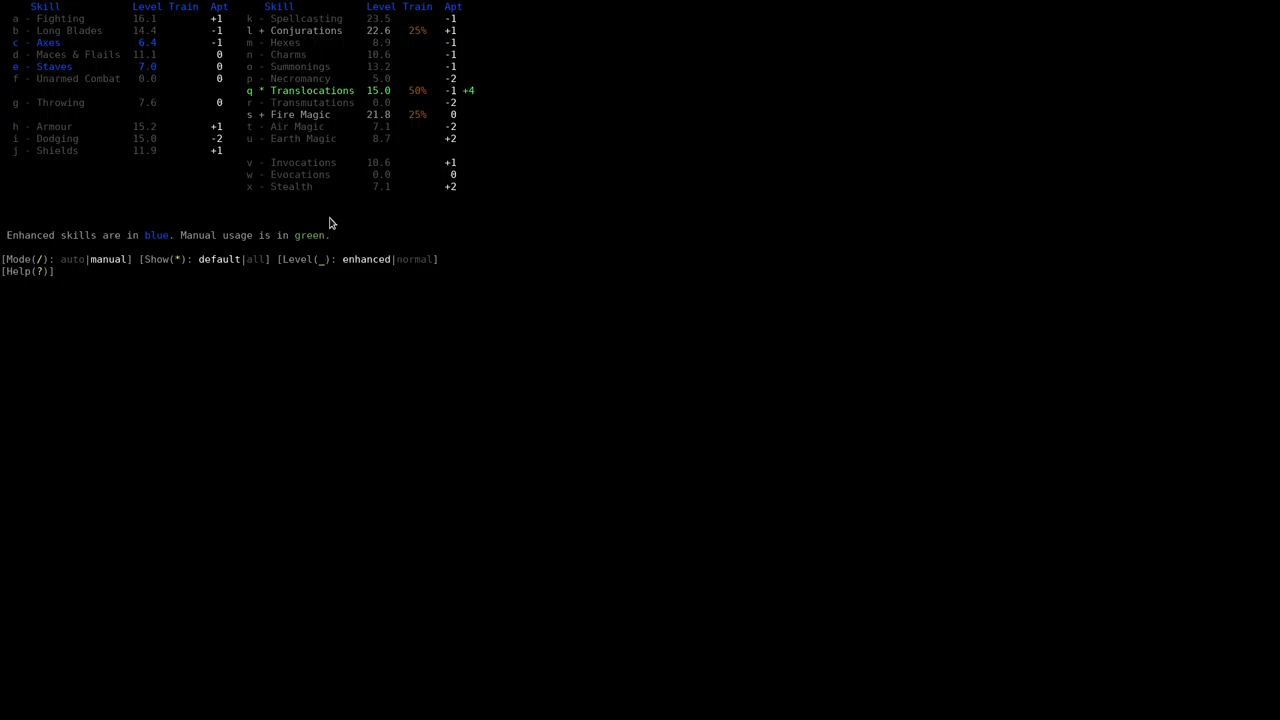 Skill Level Train Apt Skill Level Train Apt
a - Fighting 16.1 +1 k - Spellcasting 23.5 -1
b - Long Blades 14.4 -1 l + Conjurations 22.6 25% +1
c - Axes 6.4 -1 m - Hexes 8.9 -1
d - Maces & Flails 11.1 0 n - Charms 10.6 -1
e - Staves 7.0 0 o - Summonings 13.2 -1
f - Unarmed Combat 0.0 0 p - Necromancy 5.0 -2
q * Translocations 15.0 50% -1 +4
g - Throwing 7.6 0 r - Transmutations 0.0 -2
s + Fire Magic 21.8 25% 0
h - Armour 15.2 +1 t - Air Magic 7.1 -2
i - Dodging 15.0 -2 u - Earth Magic 8.7 +2
j - Shields 11.9 +1
v - Invocations 10.6 +1
w - Evocations 0.0 0
x - Stealth 7.1 +2
Enhanced skills are in blue. Manual usage is in green.
[Mode(/): auto|manual] [Show(*): default|all] [Level(_): enhanced|normal]
[Help(?)]